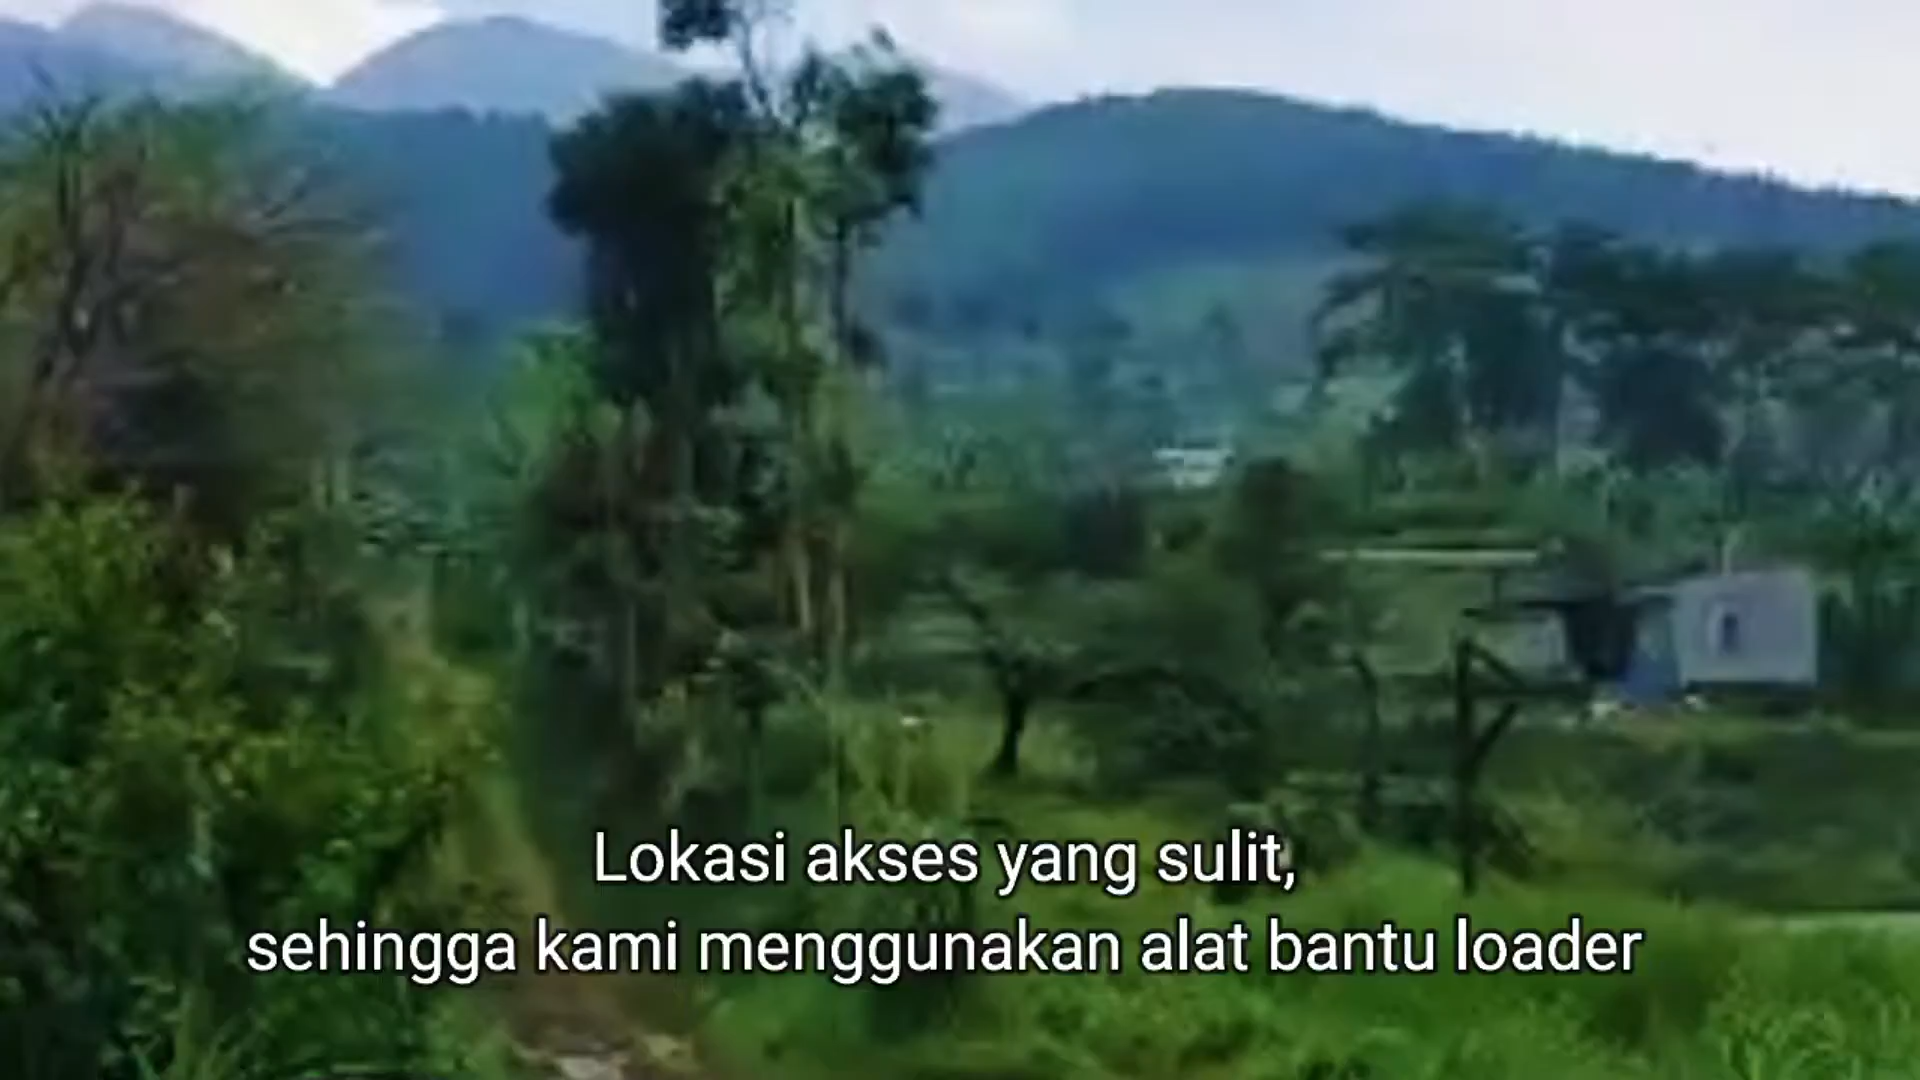 Lokasi akses yang sulit,
sehingga kami menggunakan alat bantu loader